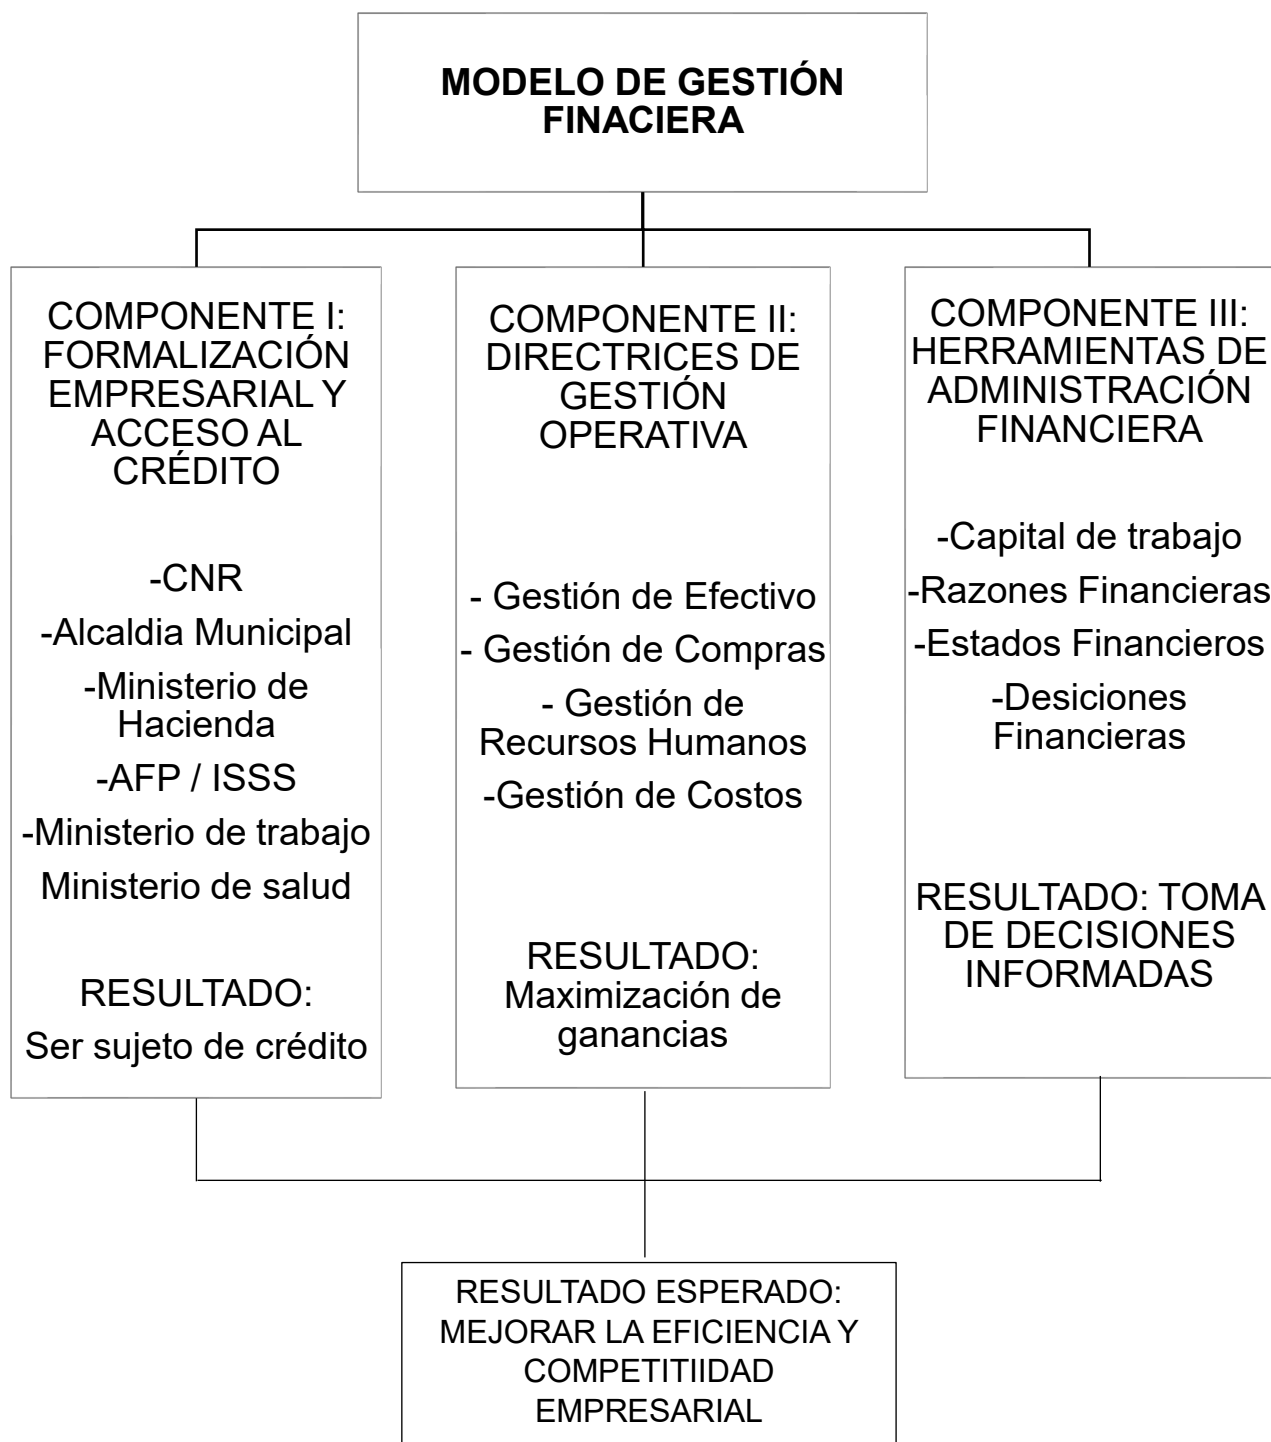 MODELO DE GESTIÓN
FINACIERA
COMPONENTE I:
FORMALIZACIÓN
EMPRESARIAL Y
ACCESO AL
CRÉDITO
-CNR
-Alcaldia Municipal
-Ministerio de
Hacienda
-AFP / ISSS
-Ministerio de trabajo
Ministerio de salud
RESULTADO:
Ser sujeto de crédito
COMPONENTE II:
DIRECTRICES DE
GESTIÓN
OPERATIVA
- Gestión de Efectivo
- Gestión de Compras
- Gestión de
Recursos Humanos
-Gestión de Costos
RESULTADO:
Maximización de
ganancias
COMPONENTE III:
HERRAMIENTAS DE
ADMINISTRACIÓN
FINANCIERA
-Capital de trabajo
-Razones Financieras
-Estados Financieros
-Desiciones
Financieras
RESULTADO: TOMA
DE DECISIONES
INFORMADAS
RESULTADO ESPERADO:
MEJORAR LA EFICIENCIA Y
COMPETITIIDAD
EMPRESARIAL